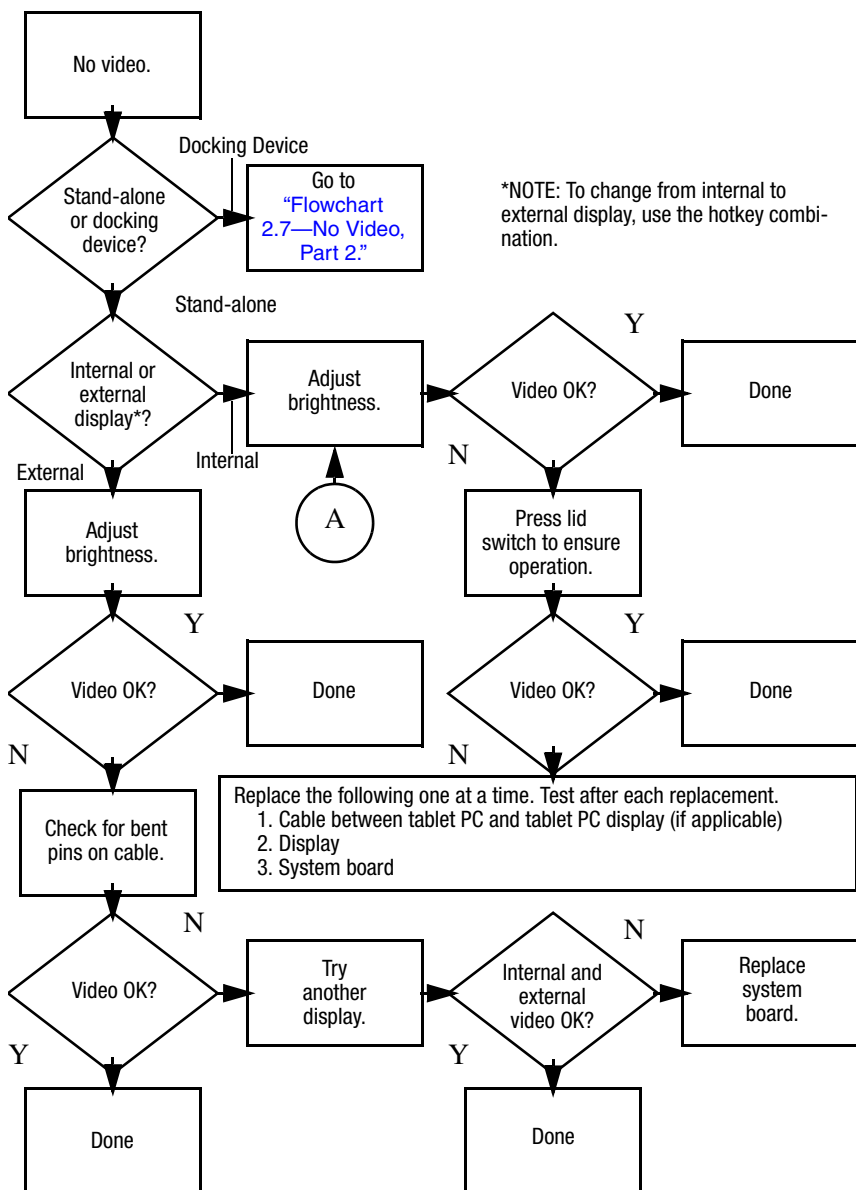 No video.
Docking Device
Stand-alone
or docking
device?
Go to
“Flowchart
2.7—No Video,
Part 2.”
*NOTE: To change from internal to
external display, use the hotkey combi-
nation.
Stand-alone
Internal or
external
display*?
Internal
External
Adjust
brightness.
A
Video OK?
Y
Done
N
Press lid
switch to ensure
operation.
Adjust
brightness.
Y
Video OK?
Done
N
Y
Video OK?
Done
N
Check for bent
pins on cable.
Replace the following one at a time. Test after each replacement.
1. Cable between tablet PC and tablet PC display (if applicable)
2. Display
3. System board
N
Video OK?
Y
Try
another
display.
Internal and
external
video OK?
N
Replace
system
board.
Y
Done
Done